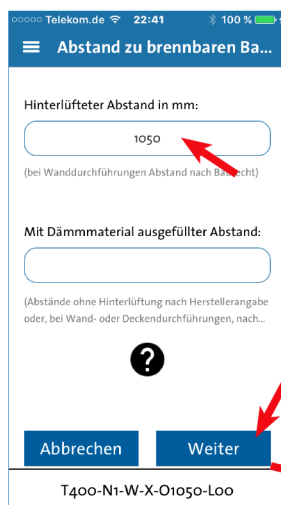 Telekom.de 22:41 100 %
Abstand zu brennbaren Ba...
Hinterlüfteter Abstand in mm:
1050
(bei Wanddurchführungen Abstand nach Baurecht)
Mit Dämmmaterial ausgefüllter Abstand:
(Abstände ohne Hinterlüftung nach Herstellerangabe
oder, bei Wand- oder Deckendurchführungen, nach...
?
Abbrechen Weiter
T400-N1-W-X-O1050-L00